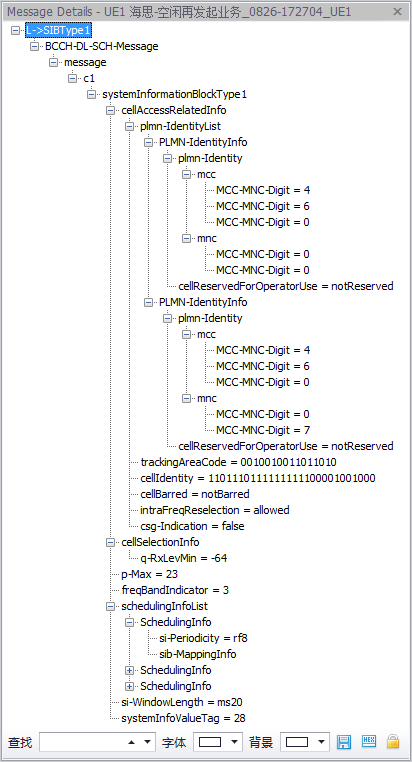 Message Details - UE1 海思-空闲再发起业务_0826-172704_UE1
L->SIBType1
BCCH-DL-SCH-Message
message
c1
systemInformationBlockType1
cellAccessRelatedInfo
plmn-IdentityList
PLMN-IdentityInfo
plmn-Identity
mcc
MCC-MNC-Digit = 4
MCC-MNC-Digit = 6
MCC-MNC-Digit = 0
mnc
MCC-MNC-Digit = 0
MCC-MNC-Digit = 0
cellReservedForOperatorUse = notReserved
PLMN-IdentityInfo
plmn-Identity
mcc
MCC-MNC-Digit = 4
MCC-MNC-Digit = 6
MCC-MNC-Digit = 0
mnc
MCC-MNC-Digit = 0
MCC-MNC-Digit = 7
cellReservedForOperatorUse = notReserved
trackingAreaCode = 0010010011011010
cellIdentity = 1101110111111111100001001000
cellBarred = notBarred
intraFreqReselection = allowed
csg-Indication = false
cellSelectionInfo
q-RxLevMin = -64
p-Max = 23
freqBandIndicator = 3
schedulingInfoList
SchedulingInfo
si-Periodicity = rf8
sib-MappingInfo
SchedulingInfo
SchedulingInfo
si-WindowLength = ms20
systemInfoValueTag = 28
查找 字体 背景 HEX